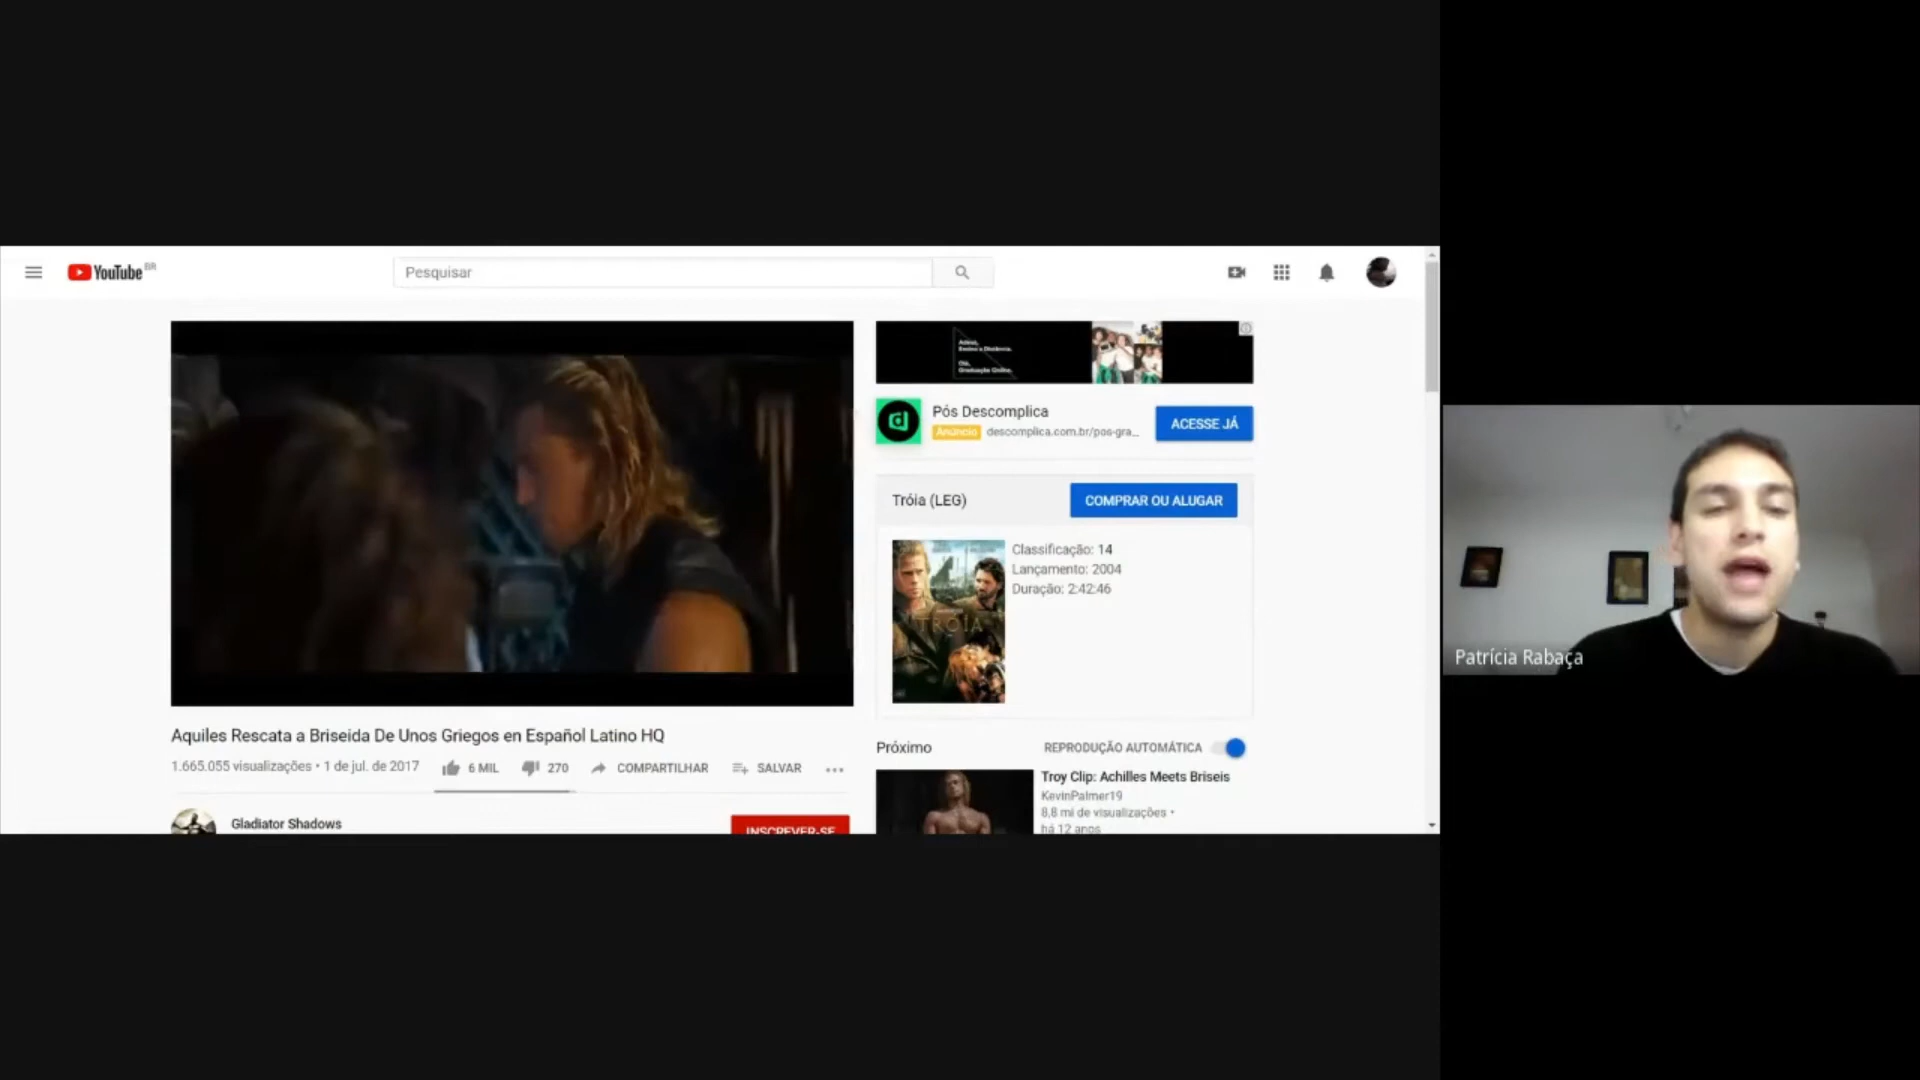 YouTube BR
Pesquisar
Pós Descomplica
Anúncio descomplica.com.br/pos-gra...
ACESSE JÁ
Tróia (LEG)
COMPRAR OU ALUGAR
Classificação: 14
Lançamento: 2004
Duração: 2:42:46
TROIA
Aquiles Rescata a Briseida De Unos Griegos en Español Latino HQ
1.665.055 visualizações • 1 de jul. de 2017
6 MIL
270
COMPARTILHAR
SALVAR
Gladiator Shadows
INSCREVER-SE
Próximo
REPRODUÇÃO AUTOMÁTICA
Troy Clip: Achilles Meets Briseis
KevinPalmer19
8,8 mi de visualizações •
há 12 anos
Patrícia Rabaça